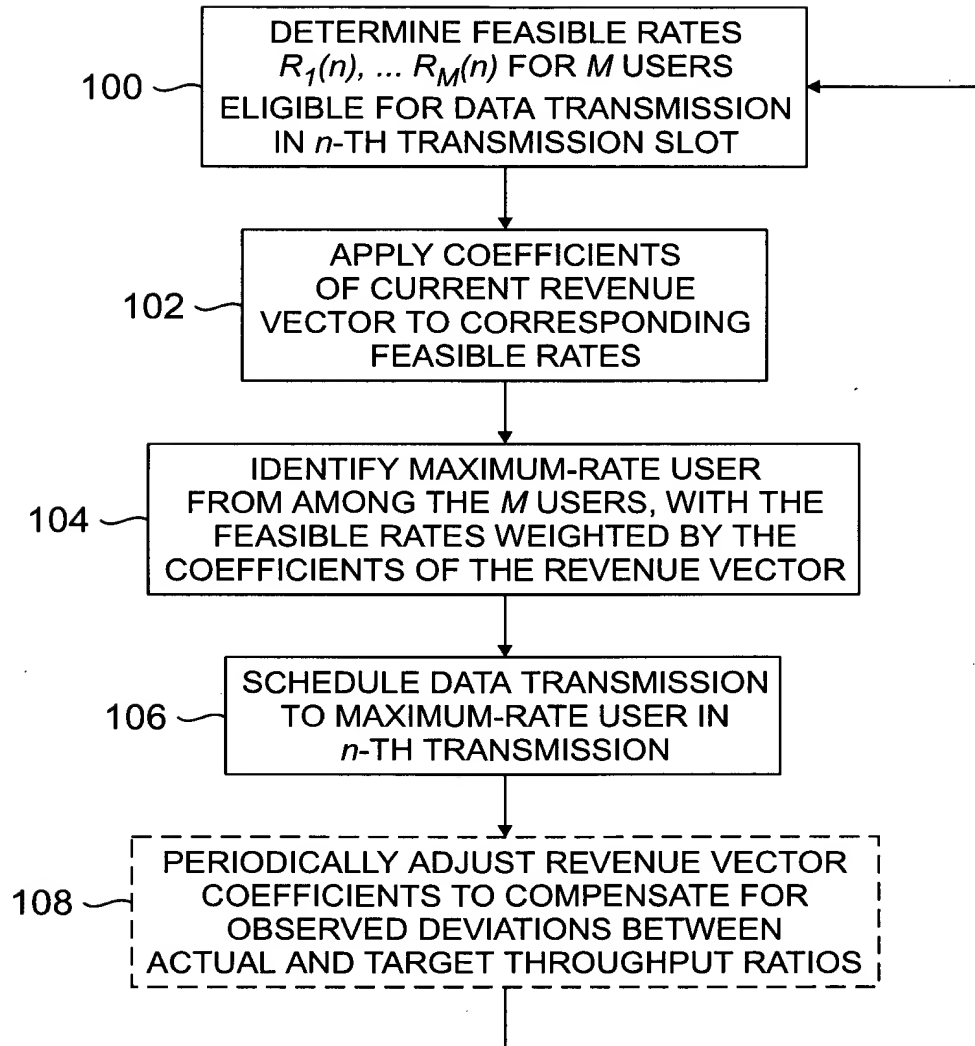 100
DETERMINE FEASIBLE RATES
R1(n), ... RM(n) FOR M USERS
ELIGIBLE FOR DATA TRANSMISSION
IN n-TH TRANSMISSION SLOT
102
APPLY COEFFICIENTS
OF CURRENT REVENUE
VECTOR TO CORRESPONDING
FEASIBLE RATES
104
IDENTIFY MAXIMUM-RATE USER
FROM AMONG THE M USERS, WITH THE
FEASIBLE RATES WEIGHTED BY THE
COEFFICIENTS OF THE REVENUE VECTOR
106
SCHEDULE DATA TRANSMISSION
TO MAXIMUM-RATE USER IN
n-TH TRANSMISSION
108
PERIODICALLY ADJUST REVENUE VECTOR
COEFFICIENTS TO COMPENSATE FOR
OBSERVED DEVIATIONS BETWEEN
ACTUAL AND TARGET THROUGHPUT RATIOS